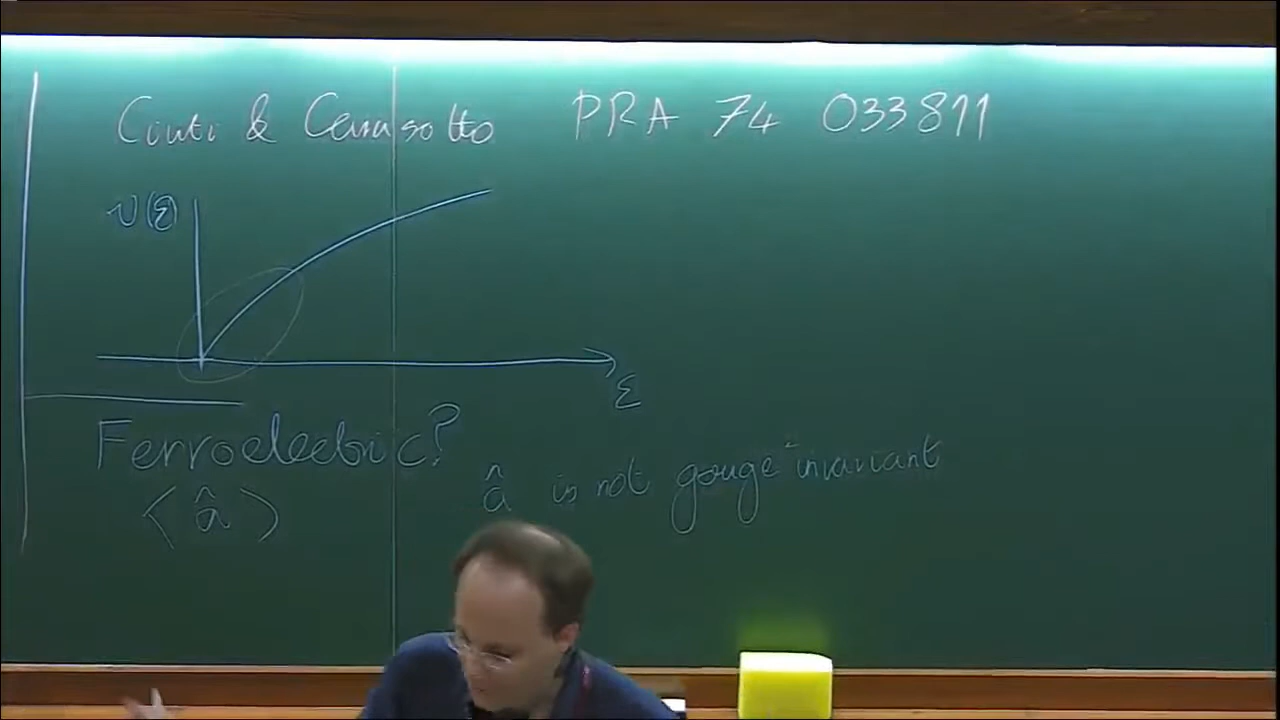 Ciuti & Carusotto PRA 74 033811
ν(ε)
ε
Ferroelectric?
⟨â⟩
â is not gauge-invariant